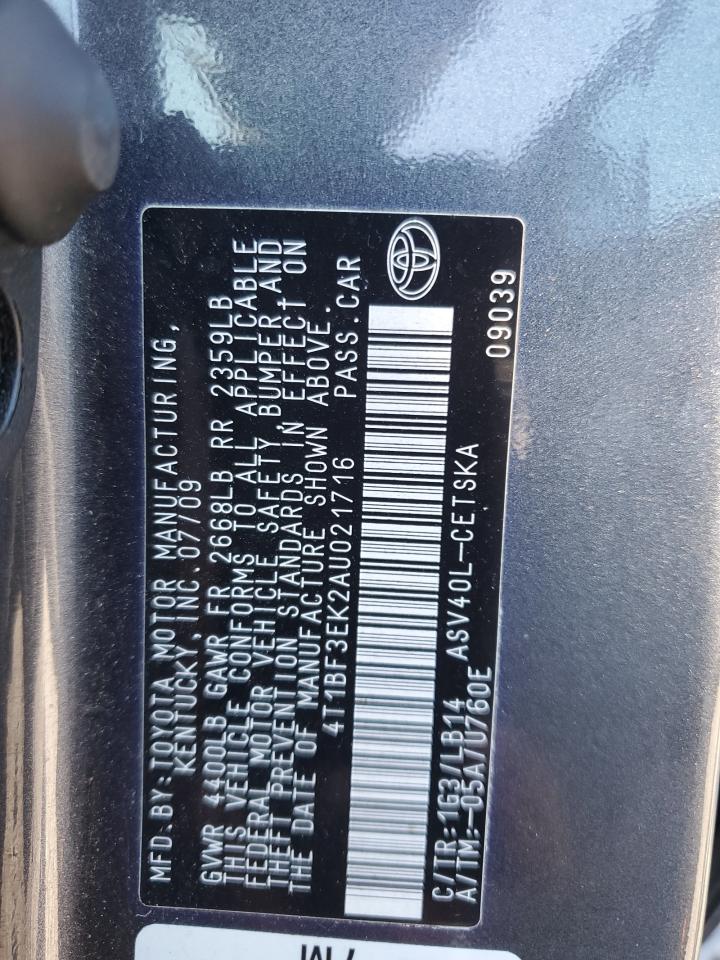 MFD.BY:TOYOTA MOTOR MANUFACTURING,
KENTUCKY, INC. 07/09
GVWR 4400LB GAWR FR 2668LB RR 2359LB
THIS VEHICLE CONFORMS TO ALL APPLICABLE
FEDERAL MOTOR VEHICLE SAFETY, BUMPER, AND
THEFT PREVENTION STANDARDS IN EFFECT ON
THE DATE OF MANUFACTURE SHOWN ABOVE.
4T1BF3EK2AU021716 PASS.CAR
C/TR:1G3/LB14 ASV40L-CETSKA
A/TM:-05A/U760E 09039